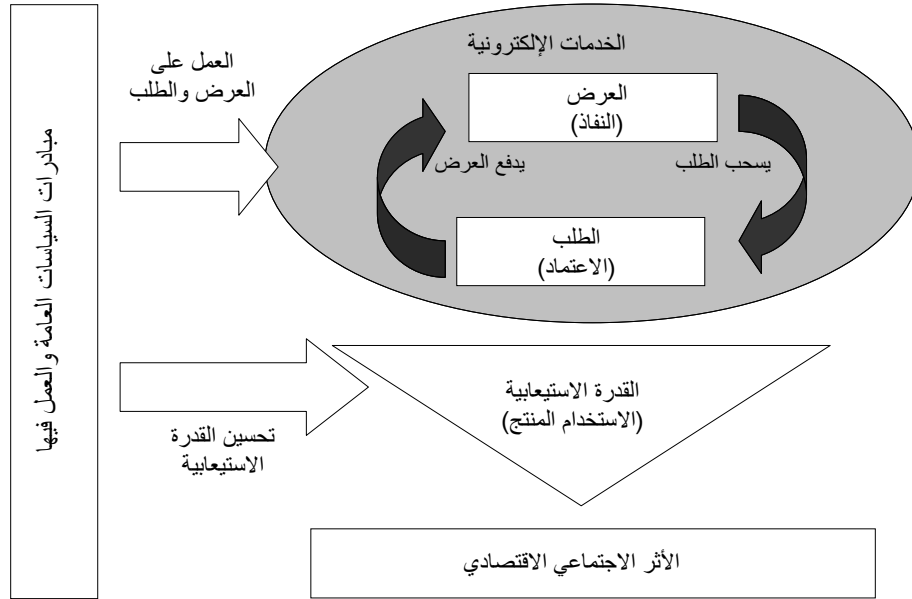 مبادرات السياسات العامة والعمل فيها
العمل على
العرض والطلب
الخدمات الإلكترونية
العرض
(النفاذ)
يسحب الطلب
يدفع العرض
الطلب
(الاعتماد)
القدرة الاستيعابية
(الاستخدام المنتج)
تحسين القدرة
الاستيعابية
الأثر الاجتماعي الاقتصادي